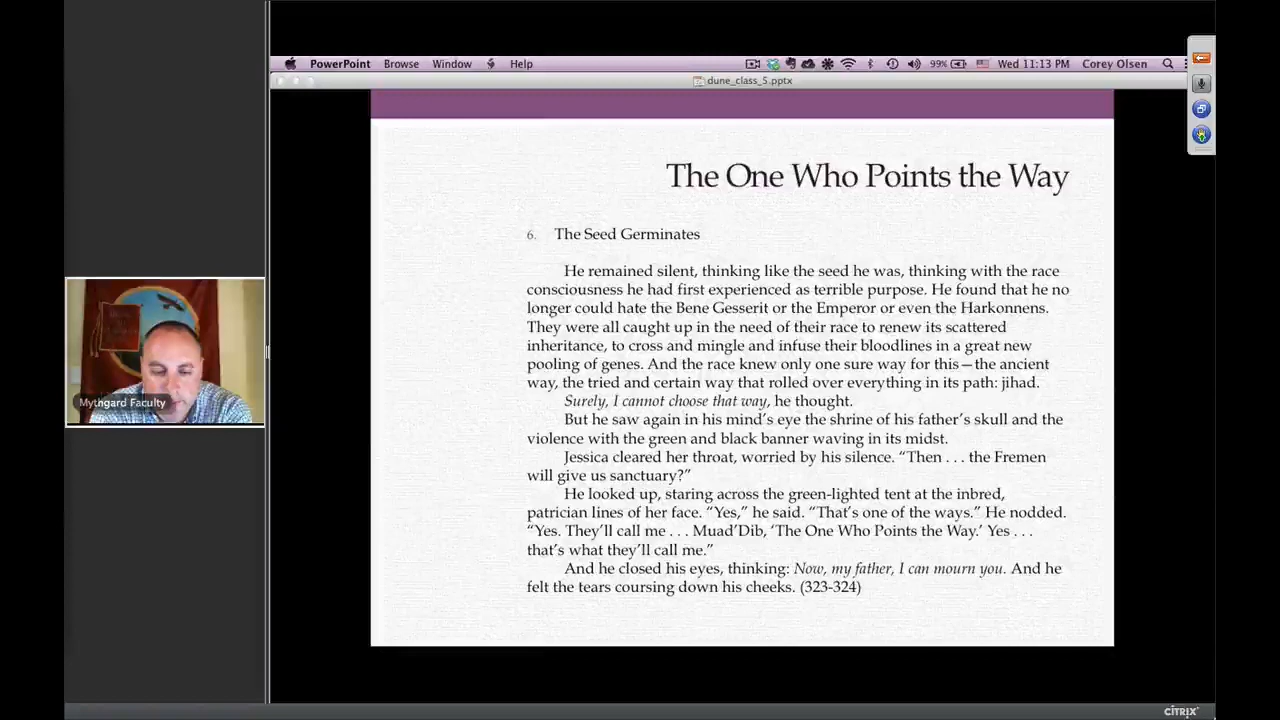 PowerPoint Browse Window Help 99% Wed 11:13 PM Corey Olsen
dune_class_5.pptx
The One Who Points the Way
6. The Seed Germinates
He remained silent, thinking like the seed he was, thinking with the race
consciousness he had first experienced as terrible purpose. He found that he no
longer could hate the Bene Gesserit or the Emperor or even the Harkonnens.
They were all caught up in the need of their race to renew its scattered
inheritance, to cross and mingle and infuse their bloodlines in a great new
pooling of genes. And the race knew only one sure way for this—the ancient
way, the tried and certain way that rolled over everything in its path: jihad.
Surely, I cannot choose that way, he thought.
But he saw again in his mind’s eye the shrine of his father’s skull and the
violence with the green and black banner waving in its midst.
Jessica cleared her throat, worried by his silence. “Then . . . the Fremen
will give us sanctuary?”
He looked up, staring across the green-lighted tent at the inbred,
patrician lines of her face. “Yes,” he said. “That’s one of the ways.” He nodded.
“Yes. They’ll call me . . . Muad’Dib, ‘The One Who Points the Way.’ Yes . . .
that’s what they’ll call me.”
And he closed his eyes, thinking: Now, my father, I can mourn you. And he
felt the tears coursing down his cheeks. (323-324)
Mythgard Faculty
CITRIX